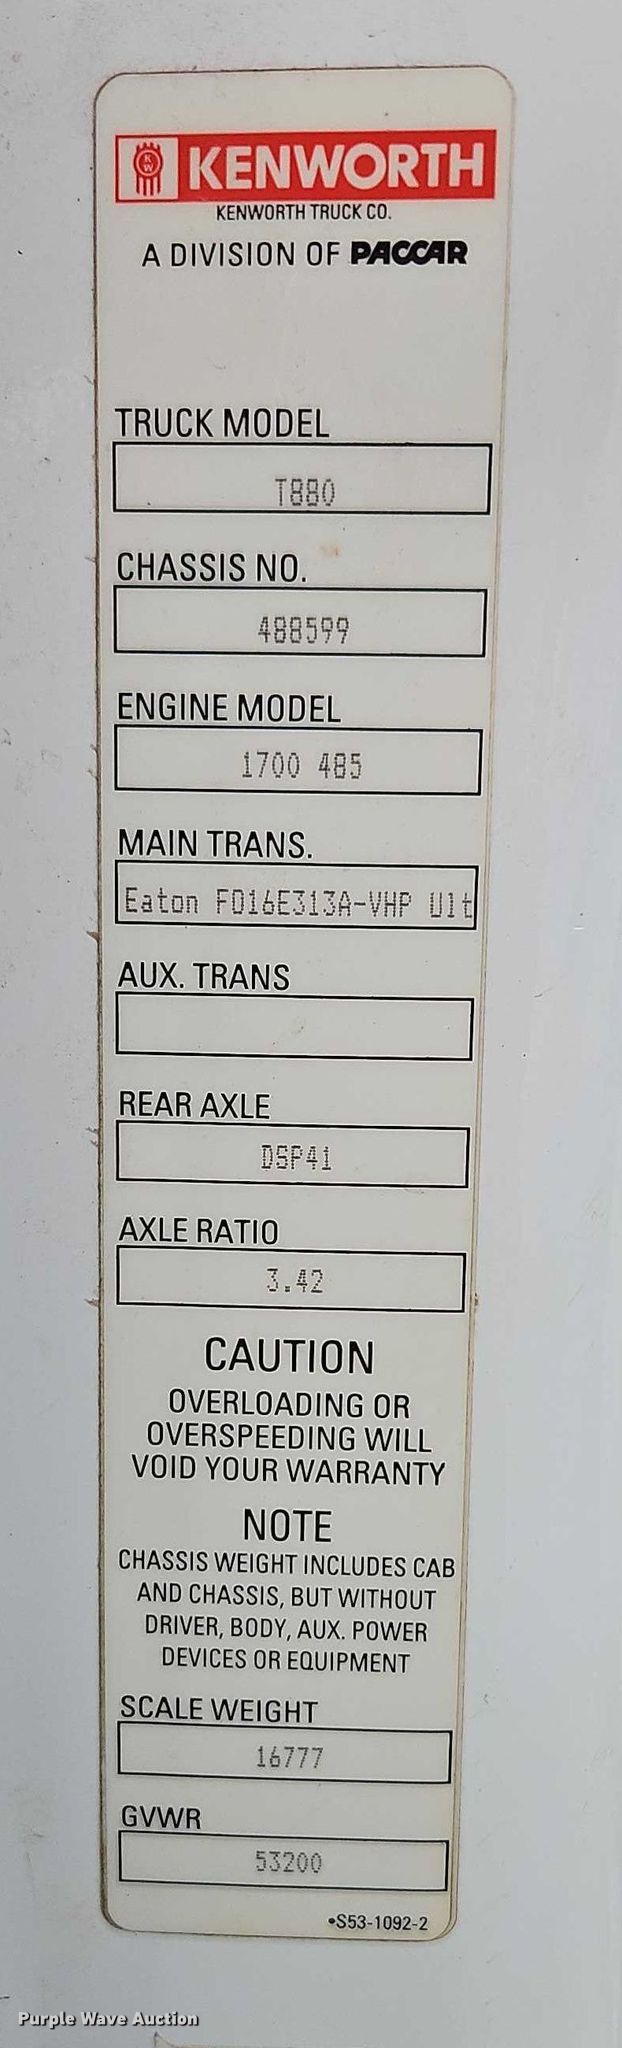 KW KENWORTH
KENWORTH TRUCK CO.
A DIVISION OF PACCAR
TRUCK MODEL
T880
CHASSIS NO.
488599
ENGINE MODEL
1700 485
MAIN TRANS.
Eaton FO16E313A-VHP Ult
AUX. TRANS
REAR AXLE
DSP41
AXLE RATIO
3.42
CAUTION
OVERLOADING OR
OVERSPEEDING WILL
VOID YOUR WARRANTY
NOTE
CHASSIS WEIGHT INCLUDES CAB
AND CHASSIS, BUT WITHOUT
DRIVER, BODY, AUX. POWER
DEVICES OR EQUIPMENT
SCALE WEIGHT
16777
GVWR
53200
•S53-1092-2
Purple Wave Auction